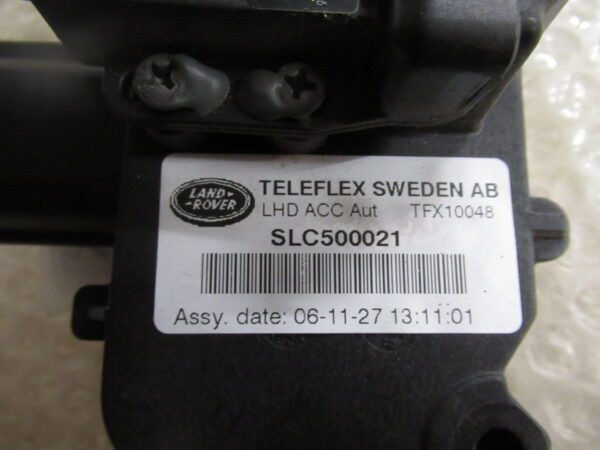 LAND-
-ROVER
TELEFLEX SWEDEN AB
LHD ACC Aut TFX10048
SLC500021
Assy. date: 06-11-27 13:11:01